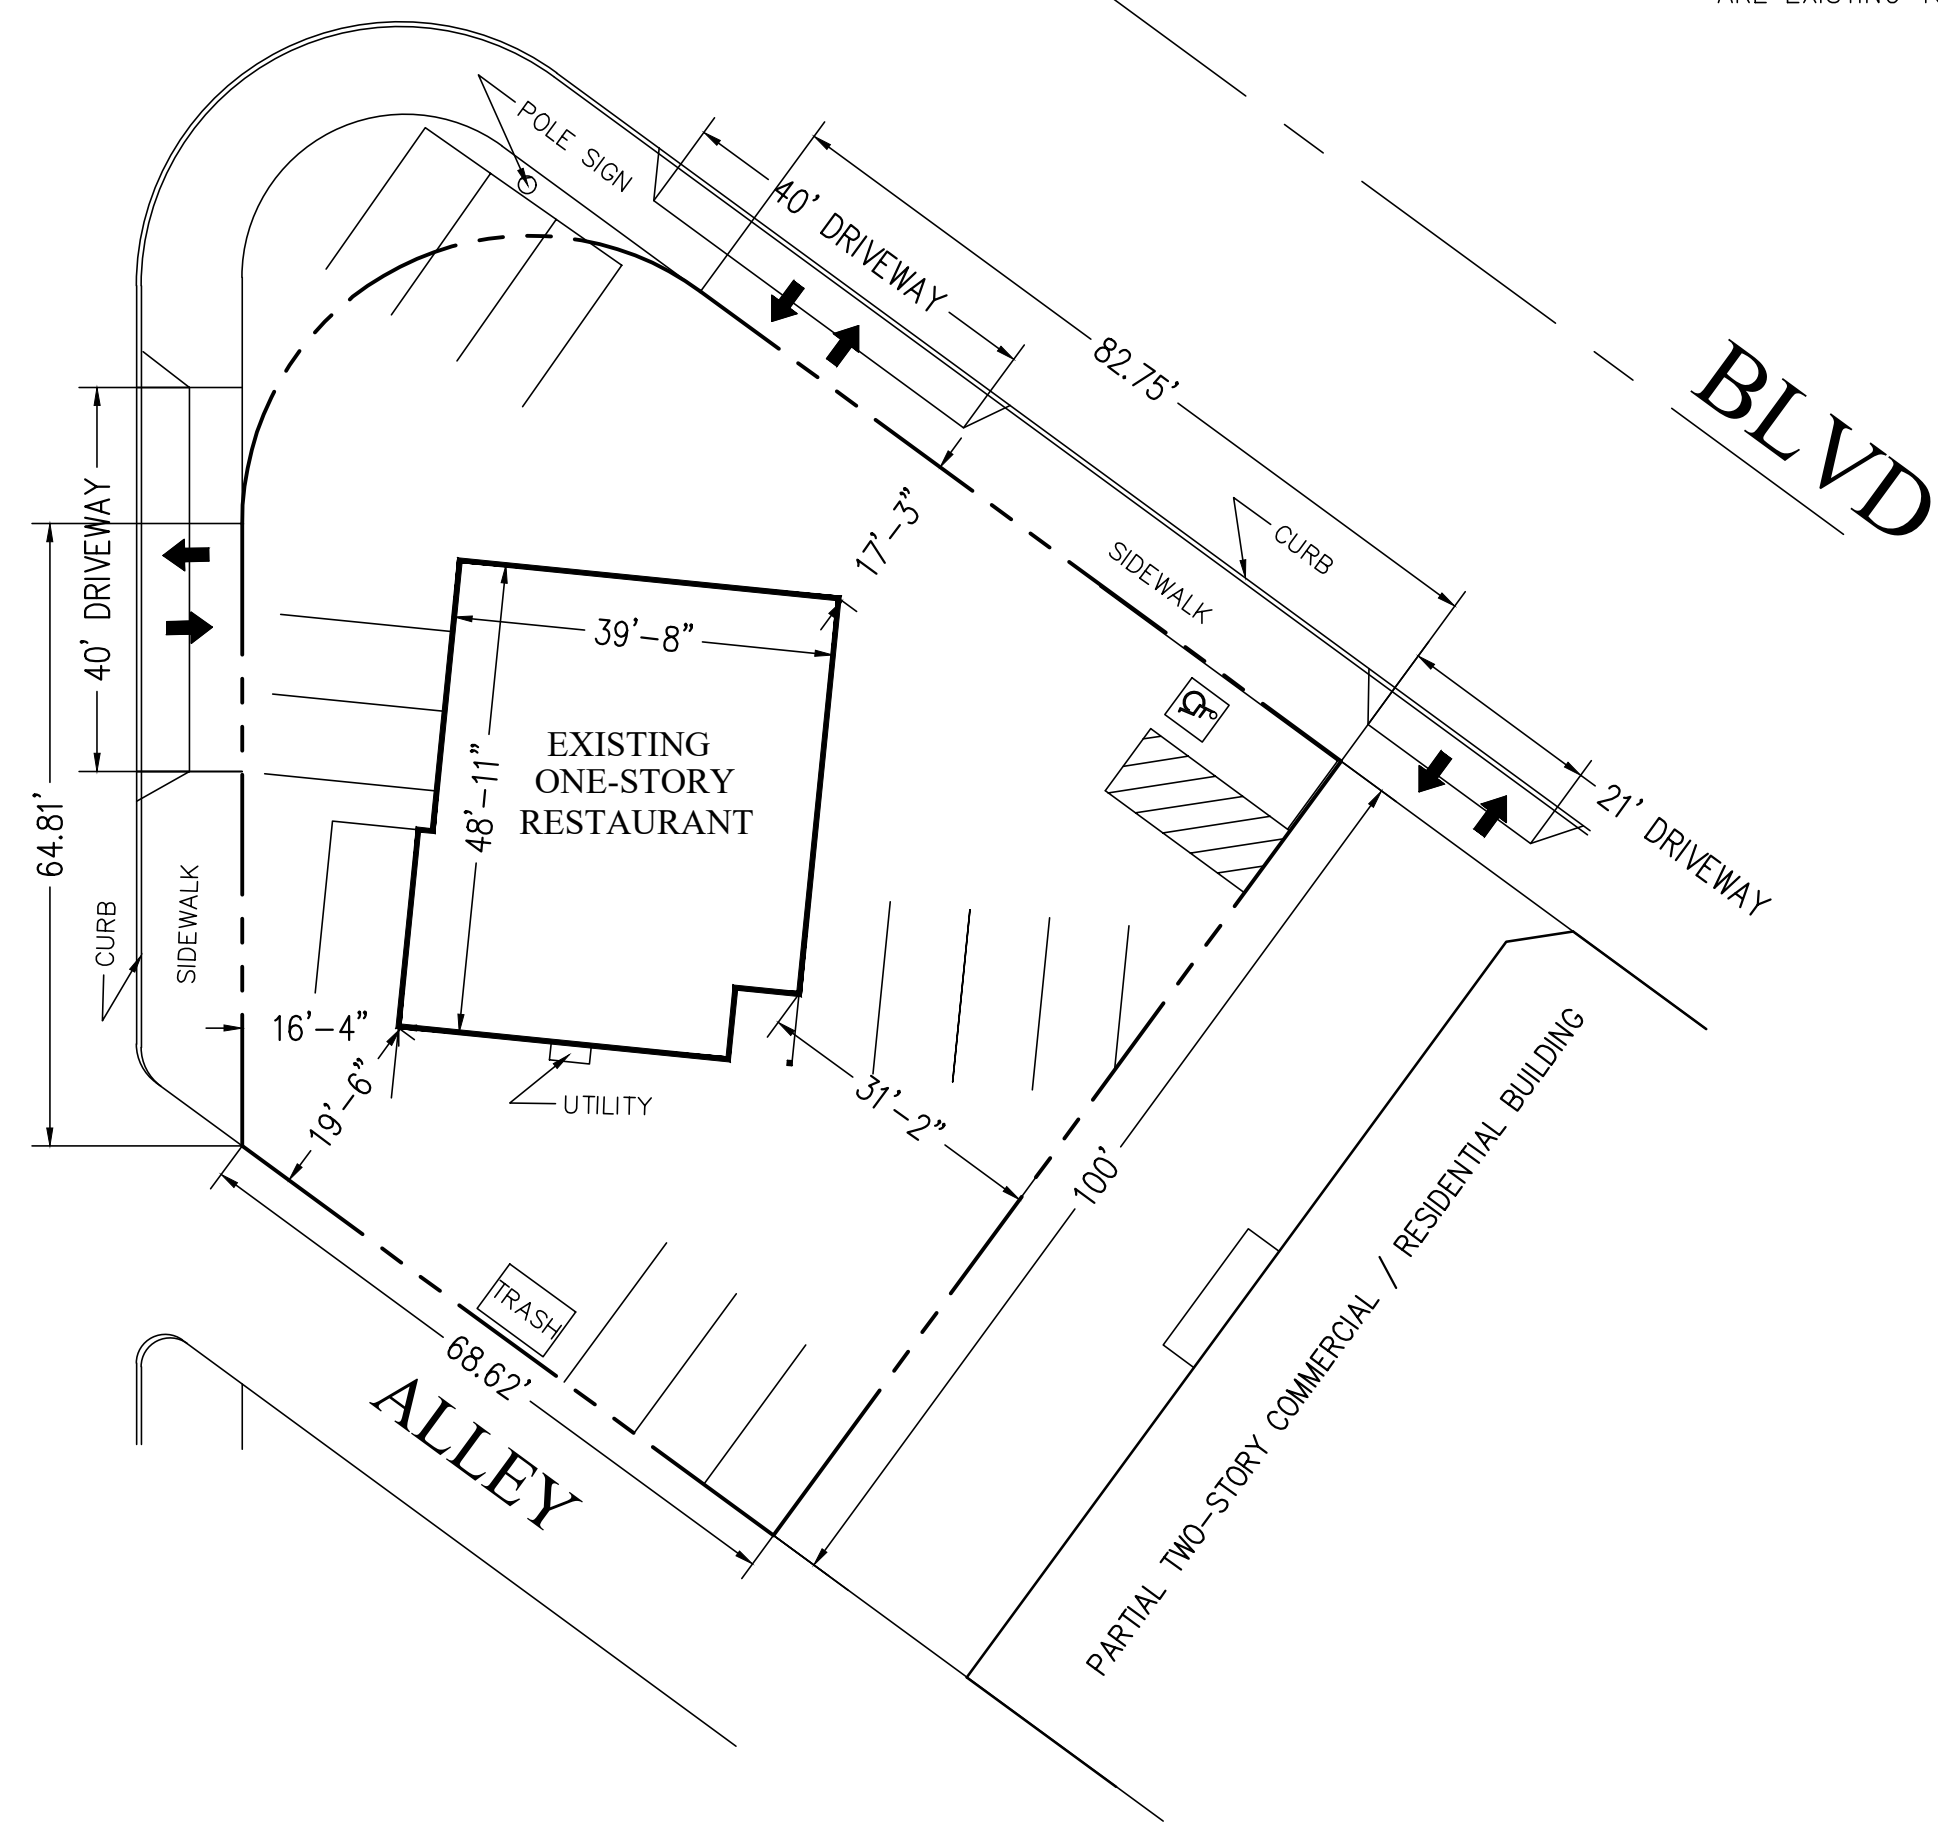 POLE SIGN
40' DRIVEWAY
82.75'
BLVD
17'-3"
CURB
SIDEWALK
40' DRIVEWAY
39'-8"
48'-11"
EXISTING
ONE-STORY
RESTAURANT
64.81'
21' DRIVEWAY
CURB
SIDEWALK
16'-4"
19'-6"
UTILITY
31'-2"
100'
PARTIAL TWO-STORY COMMERCIAL / RESIDENTIAL BUILDING
TRASH
68.62'
ALLEY